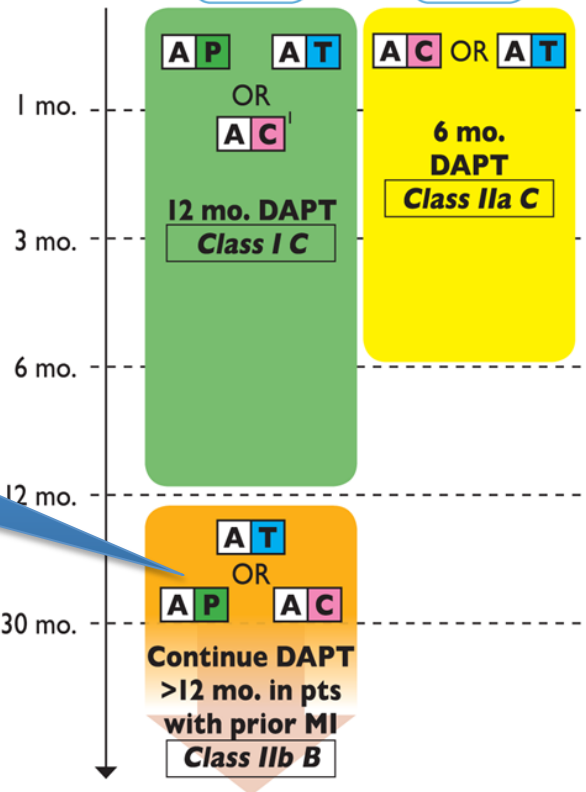 A P A T
OR
A C 1
12 mo. DAPT
Class I C
A C OR A T
6 mo.
DAPT
Class IIa C
1 mo.
3 mo.
6 mo.
12 mo.
30 mo.
A T
OR
A P A C
Continue DAPT
>12 mo. in pts
with prior MI
Class IIb B